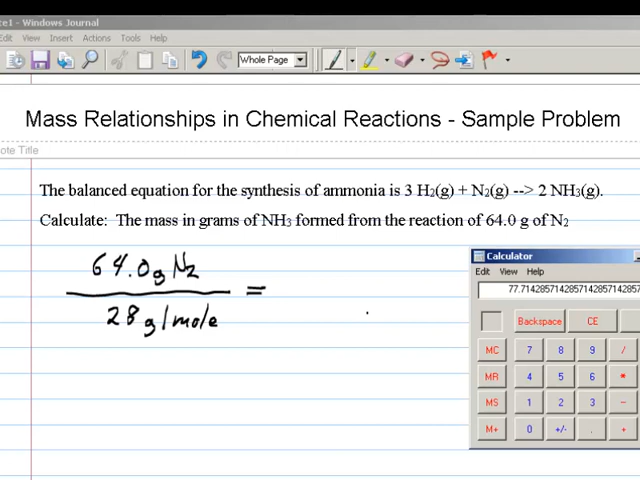 te1 - Windows Journal
Edit View Insert Actions Tools Help
Whole Page
Mass Relationships in Chemical Reactions - Sample Problem
ote Title
The balanced equation for the synthesis of ammonia is 3 H₂(g) + N₂(g) --> 2 NH₃(g).
Calculate: The mass in grams of NH₃ formed from the reaction of 64.0 g of N₂
64.0g N₂
=
28 g/mole
Calculator
Edit View Help
77.714285714285714285714285
Backspace CE
MC 7 8 9 /
MR 4 5 6 *
MS 1 2 3 -
M+ 0 +/- . +